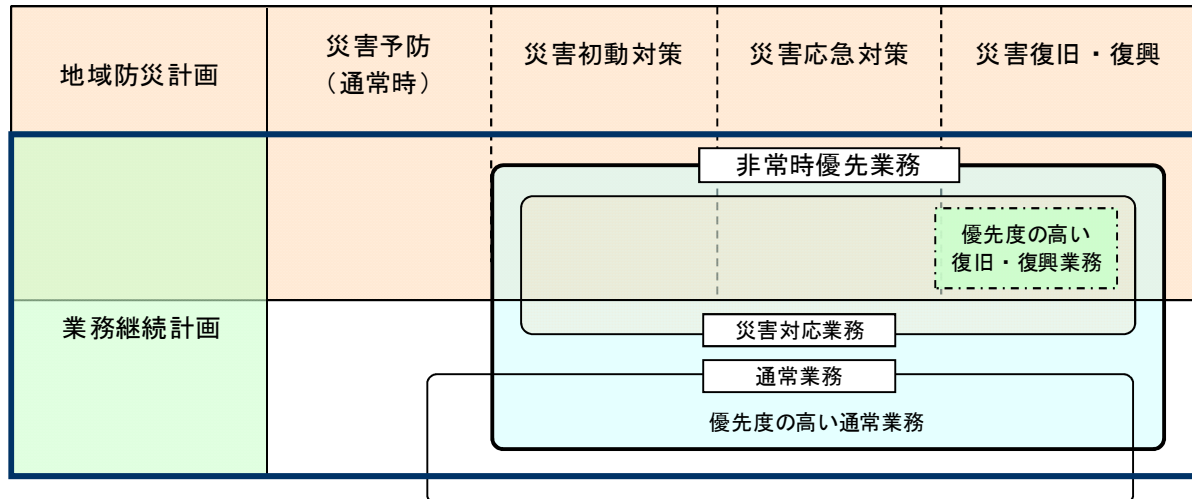 地域防災計画
災害予防
（通常時）
災害初動対策
災害応急対策
災害復旧・復興
非常時優先業務
優先度の高い
復旧・復興業務
業務継続計画
災害対応業務
通常業務
優先度の高い通常業務